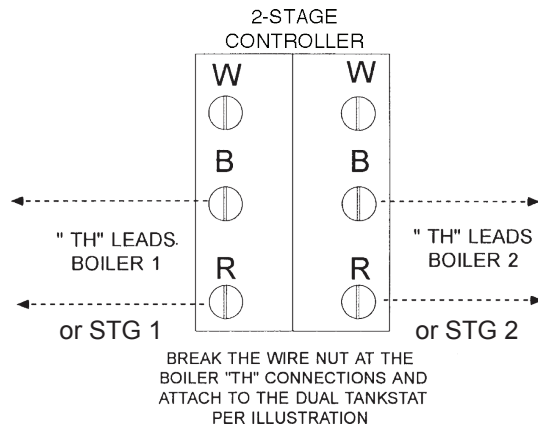 2-STAGE
CONTROLLER
W W
B B
" TH" LEADS.
BOILER 1
" TH" LEADS
BOILER 2
R R
or STG 1
or STG 2
BREAK THE WIRE NUT AT THE
BOILER "TH" CONNECTIONS AND
ATTACH TO THE DUAL TANKSTAT
PER ILLUSTRATION